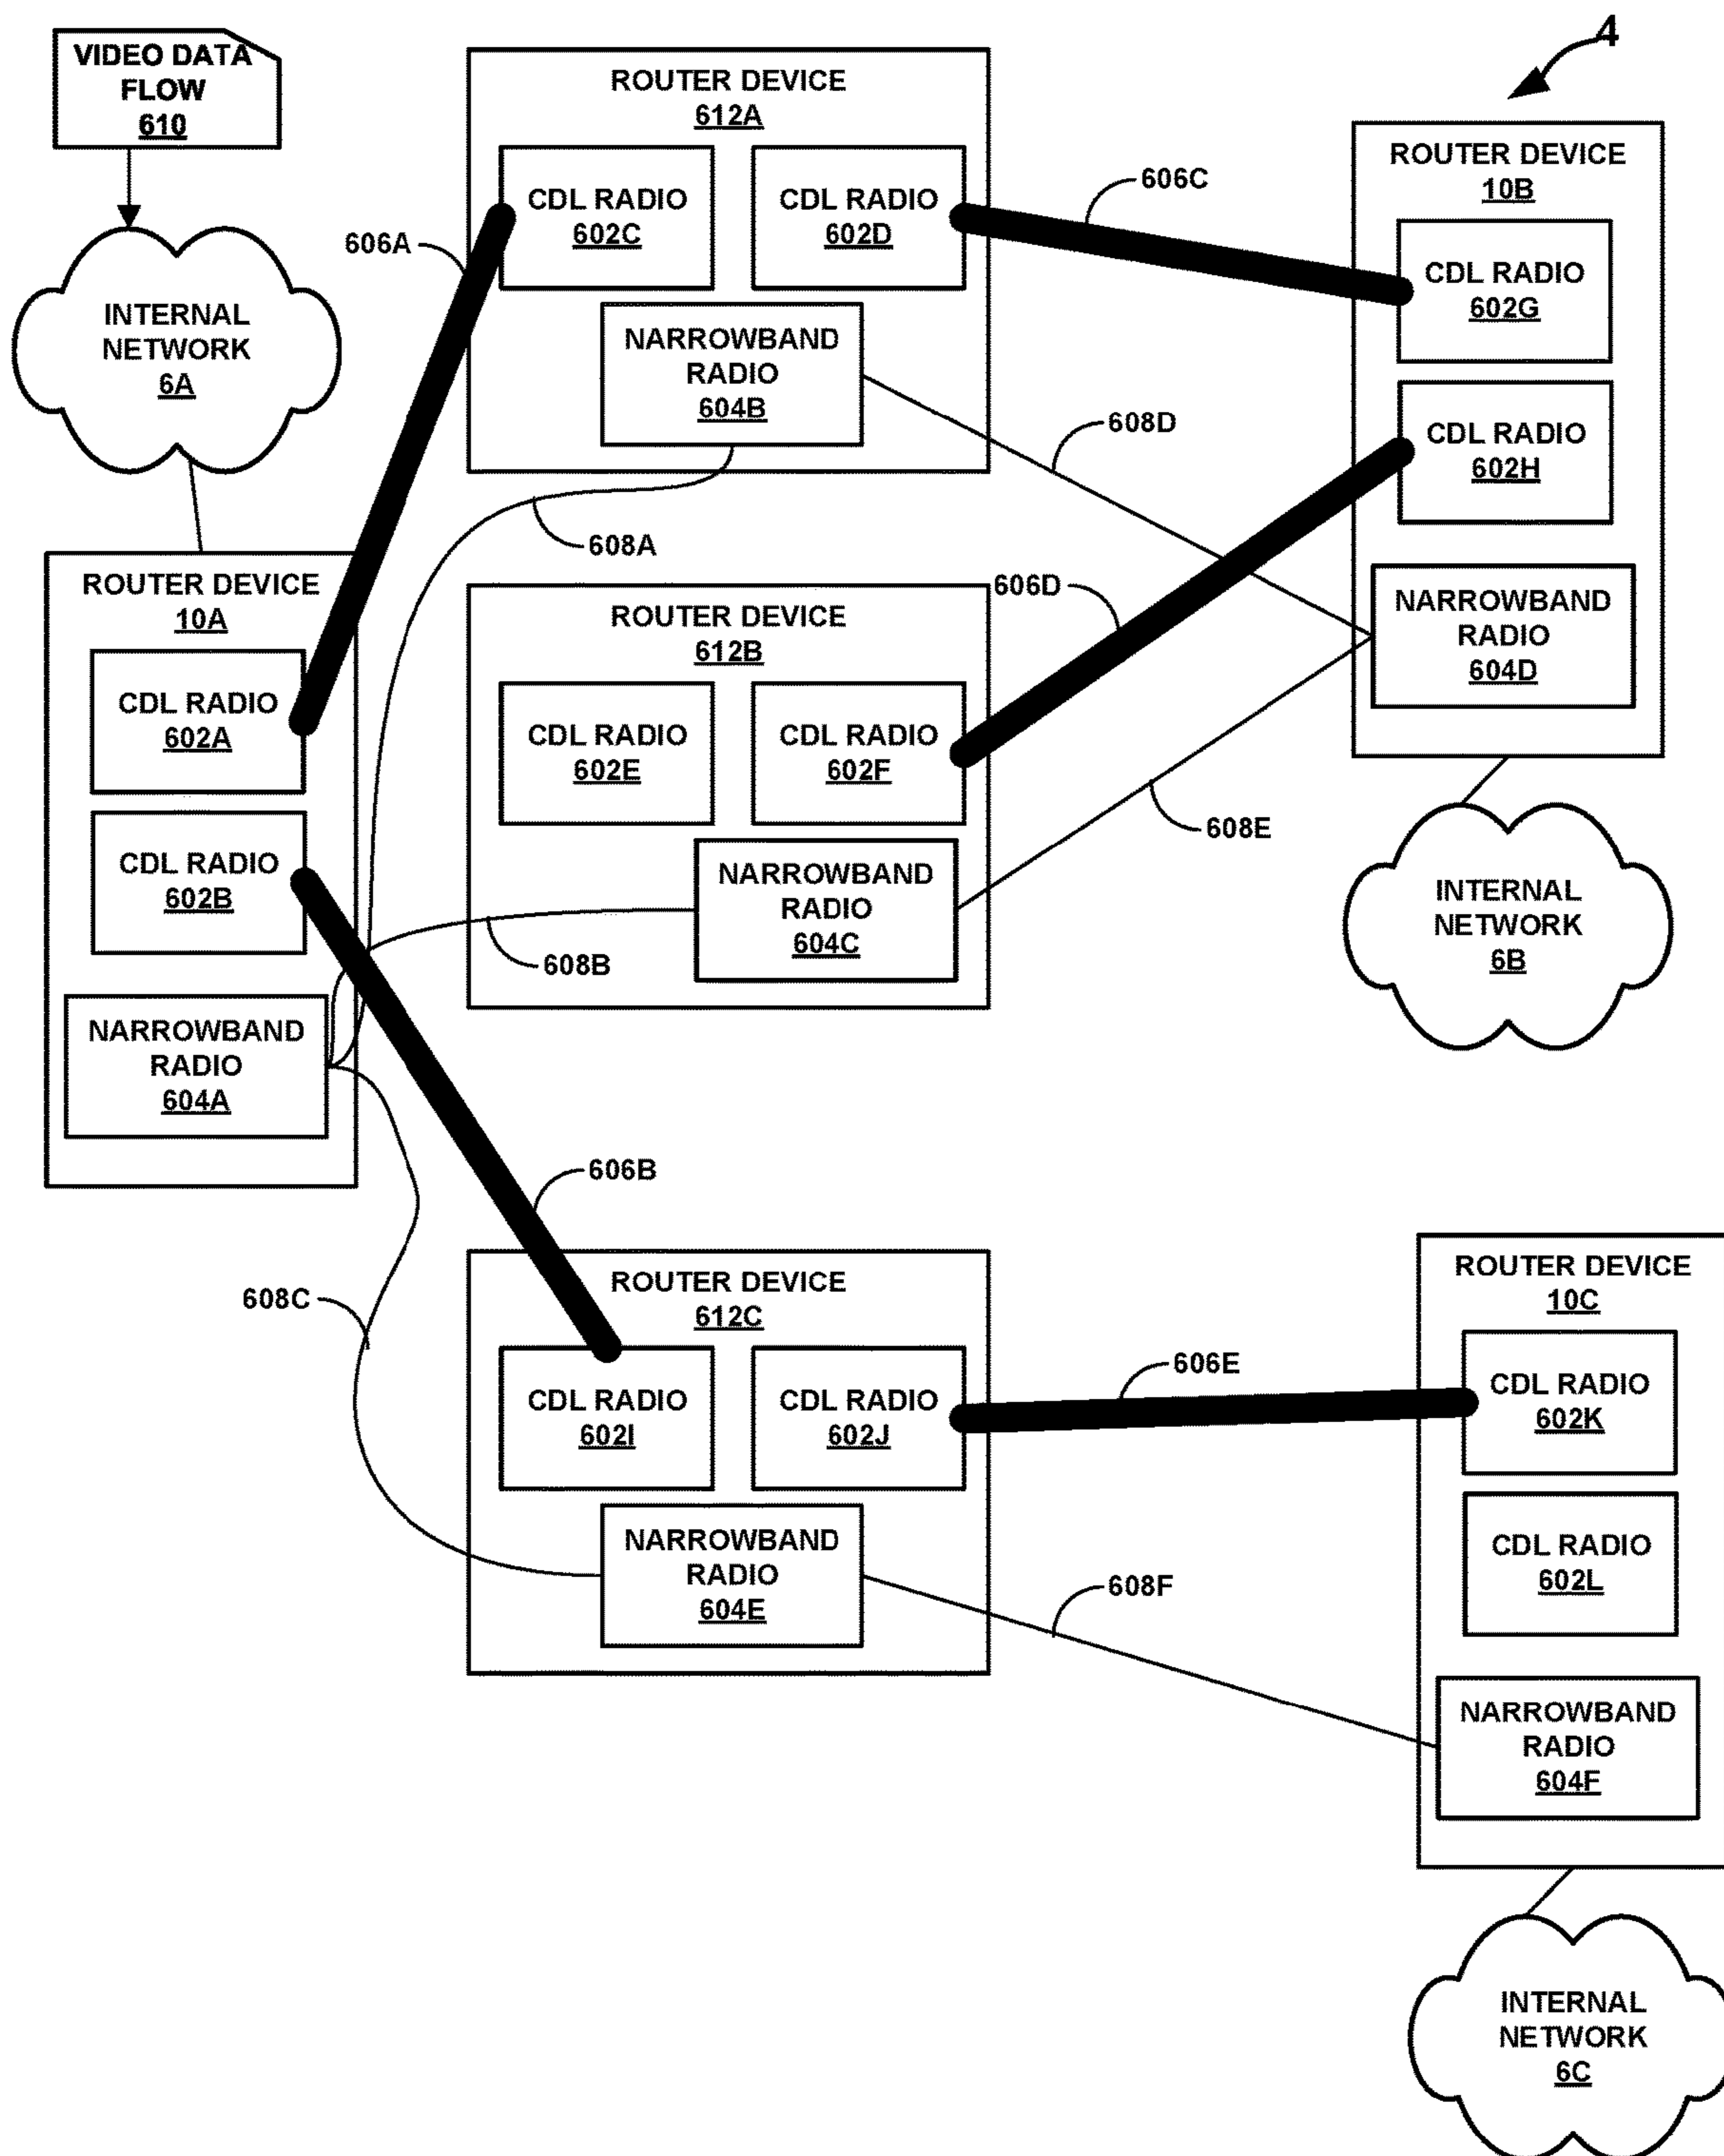 4
VIDEO DATA
FLOW
610
INTERNAL
NETWORK
6A
ROUTER DEVICE
10A
CDL RADIO
602A
CDL RADIO
602B
NARROWBAND
RADIO
604A
606A
ROUTER DEVICE
612A
CDL RADIO
602C
CDL RADIO
602D
NARROWBAND
RADIO
604B
606C
608D
608A
ROUTER DEVICE
612B
CDL RADIO
602E
CDL RADIO
602F
NARROWBAND
RADIO
604C
606D
608E
608B
ROUTER DEVICE
10B
CDL RADIO
602G
CDL RADIO
602H
NARROWBAND
RADIO
604D
INTERNAL
NETWORK
6B
606B
608C
ROUTER DEVICE
612C
CDL RADIO
602I
CDL RADIO
602J
NARROWBAND
RADIO
604E
606E
608F
ROUTER DEVICE
10C
CDL RADIO
602K
CDL RADIO
602L
NARROWBAND
RADIO
604F
INTERNAL
NETWORK
6C